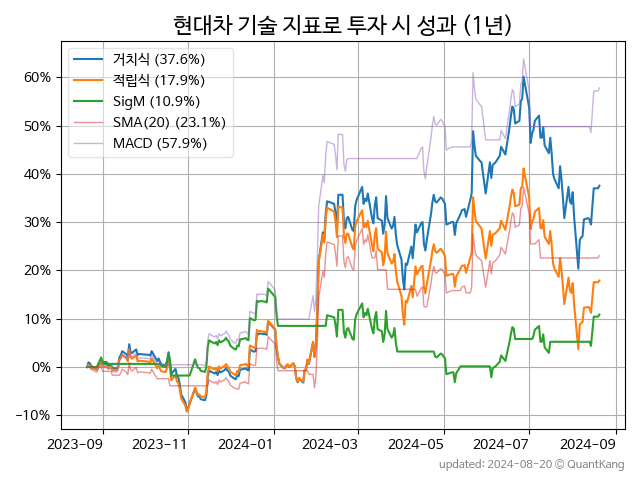 현대차 기술 지표로 투자 시 성과 (1년)
거치식 (37.6%)
적립식 (17.9%)
SigM (10.9%)
SMA(20) (23.1%)
MACD (57.9%)
60%
50%
40%
30%
20%
10%
0%
−10%
2023-09 2023-11 2024-01 2024-03 2024-05 2024-07 2024-09
updated: 2024-08-20 @ QuantKang